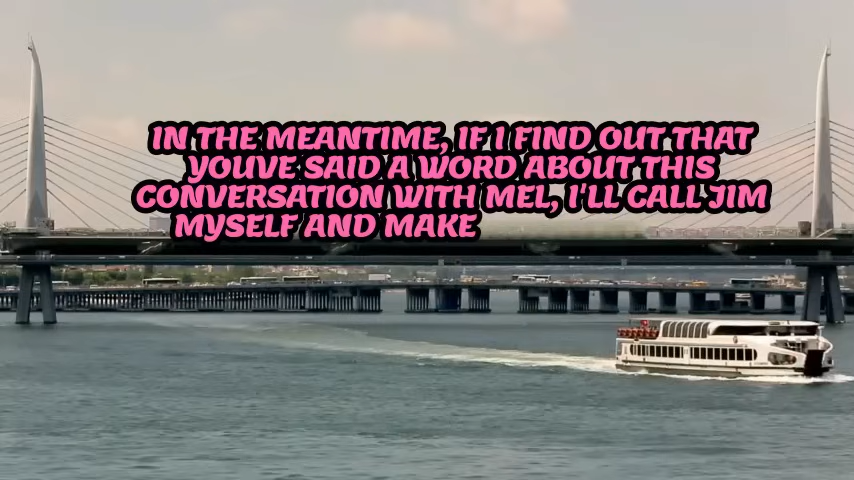 IN THE MEANTIME, IF I FIND OUT THAT
YOUVE SAID A WORD ABOUT THIS
CONVERSATION WITH MEL, I'LL CALL JIM
MYSELF AND MAKE